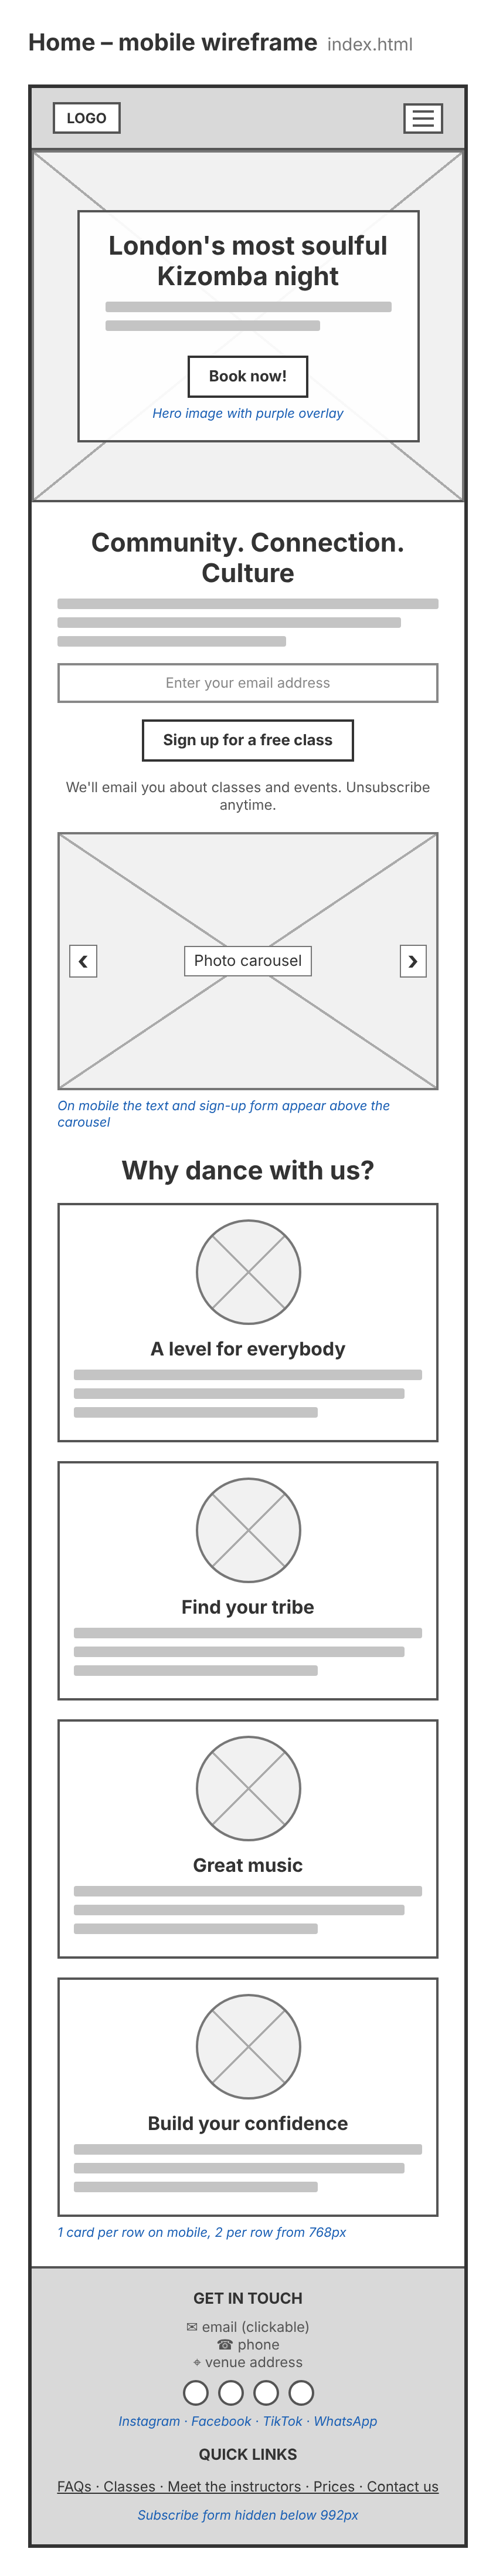 Home – mobile wireframe index.html
LOGO
London's most soulful
Kizomba night
Book now!
Hero image with purple overlay
Community. Connection.
Culture
Enter your email address
Sign up for a free class
We'll email you about classes and events. Unsubscribe
anytime.
‹ Photo carousel ›
On mobile the text and sign-up form appear above the
carousel
Why dance with us?
A level for everybody
Find your tribe
Great music
Build your confidence
1 card per row on mobile, 2 per row from 768px
GET IN TOUCH
✉ email (clickable)
☎ phone
⌖ venue address
Instagram · Facebook · TikTok · WhatsApp
QUICK LINKS
FAQs · Classes · Meet the instructors · Prices · Contact us
Subscribe form hidden below 992px